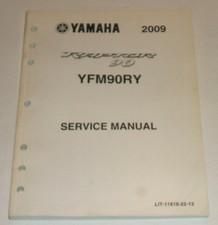 YAMAHA 2009
RAPTOR 90
YFM90RY
SERVICE MANUAL
LIT-11616-22-13